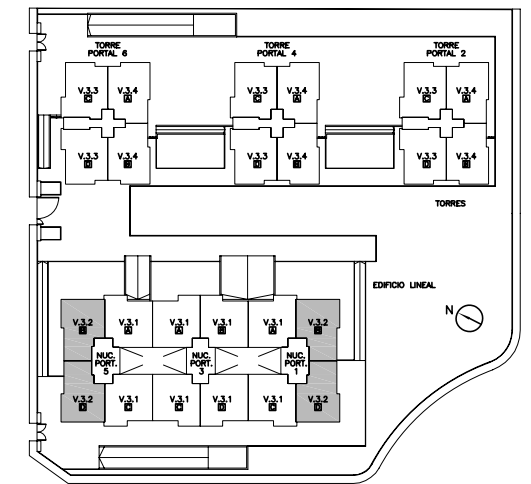 TORRE
PORTAL 6
TORRE
PORTAL 4
TORRE
PORTAL 2
V.3.3
V.3.4
V.3.3
V.3.4
V.3.3
V.3.4
V.3.3
V.3.4
V.3.3
V.3.4
V.3.3
V.3.4
TORRES
EDIFICIO LINEAL
N
V.3.2
V.3.1
V.3.1
V.3.1
V.3.1
V.3.2
NUC.
PORT.
5
NUC.
PORT.
3
NUC.
PORT.
1
V.3.2
V.3.1
V.3.1
V.3.1
V.3.1
V.3.2